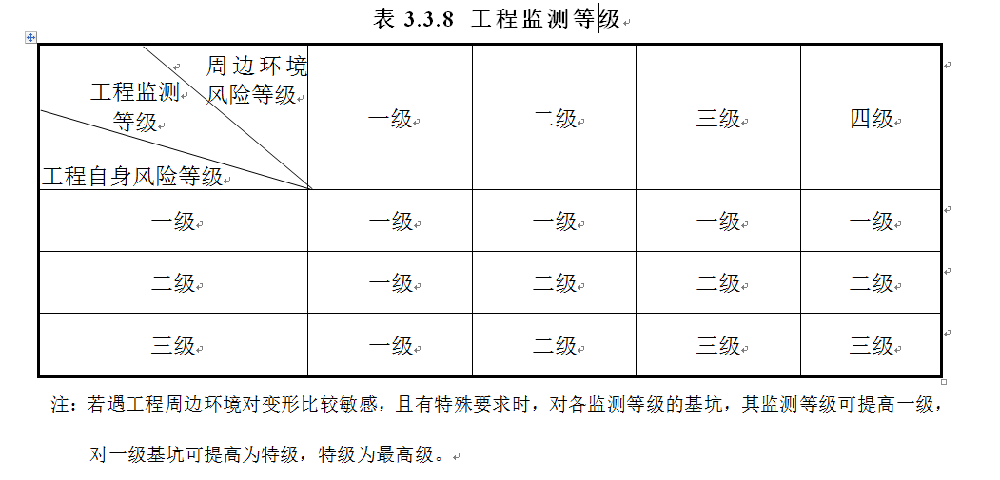 表 3.3.8 工程监测等级
周边环境
风险等级
工程监测
等级
工程自身风险等级
一级 二级 三级 四级
一级 一级 一级 一级 一级
二级 一级 二级 二级 二级
三级 一级 二级 三级 三级
注：若遇工程周边环境对变形比较敏感，且有特殊要求时，对各监测等级的基坑，其监测等级可提高一级，
对一级基坑可提高为特级，特级为最高级。